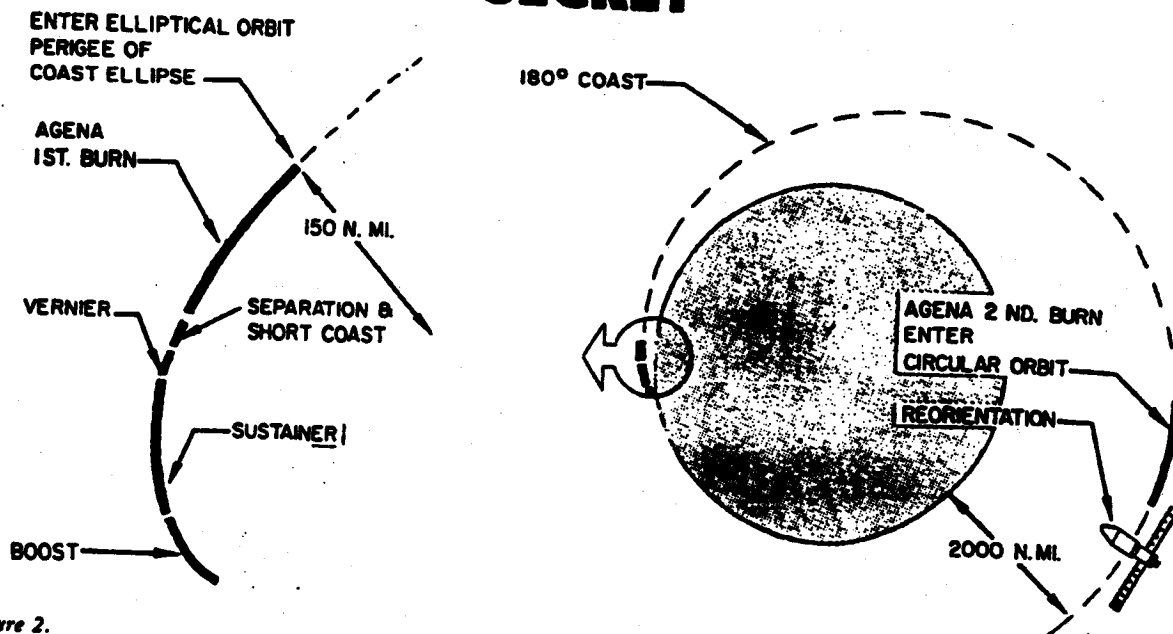 ENTER ELLIPTICAL ORBIT
PERIGEE OF
COAST ELLIPSE
AGENA
1ST. BURN
150 N. MI.
VERNIER
SEPARATION &
SHORT COAST
SUSTAINER
BOOST
180° COAST
AGENA 2 ND. BURN
ENTER
CIRCULAR ORBIT
REORIENTATION
2000 N. MI.
2.